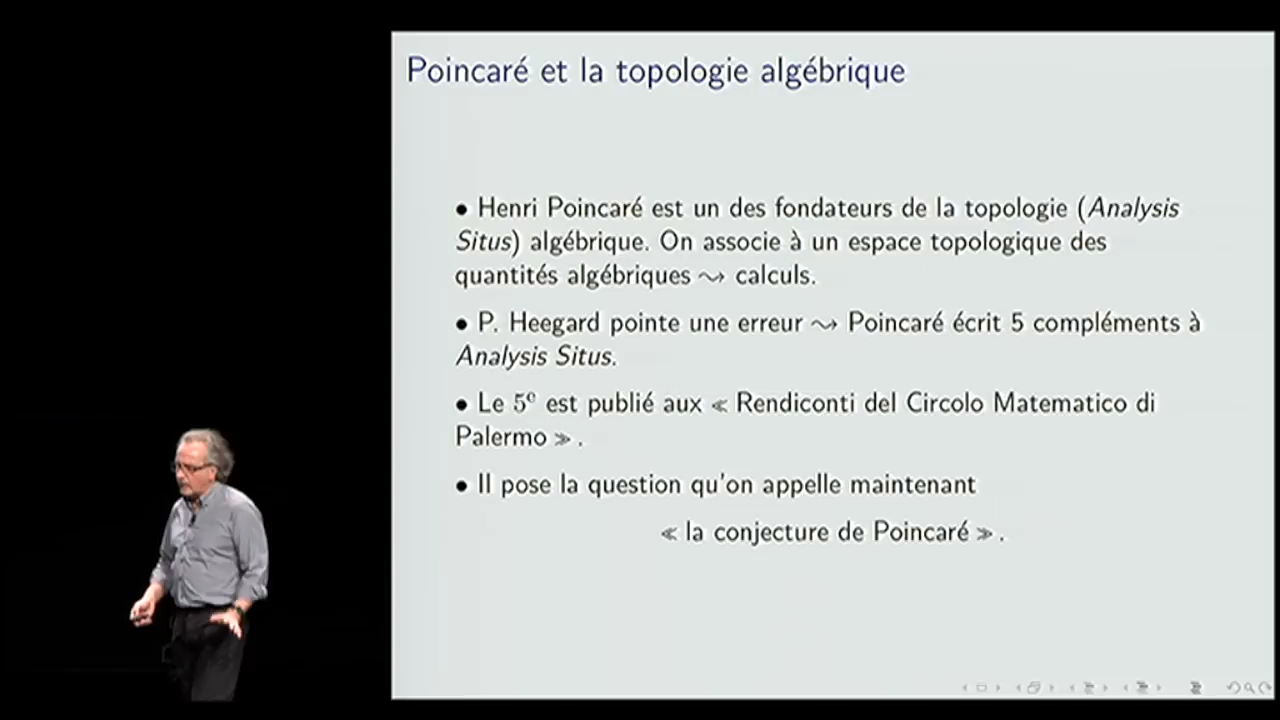 Poincaré et la topologie algébrique
• Henri Poincaré est un des fondateurs de la topologie (Analysis
Situs) algébrique. On associe à un espace topologique des
quantités algébriques ⇝ calculs.
• P. Heegard pointe une erreur ⇝ Poincaré écrit 5 compléments à
Analysis Situs.
• Le 5e est publié aux « Rendiconti del Circolo Matematico di
Palermo » .
• Il pose la question qu'on appelle maintenant
« la conjecture de Poincaré » .